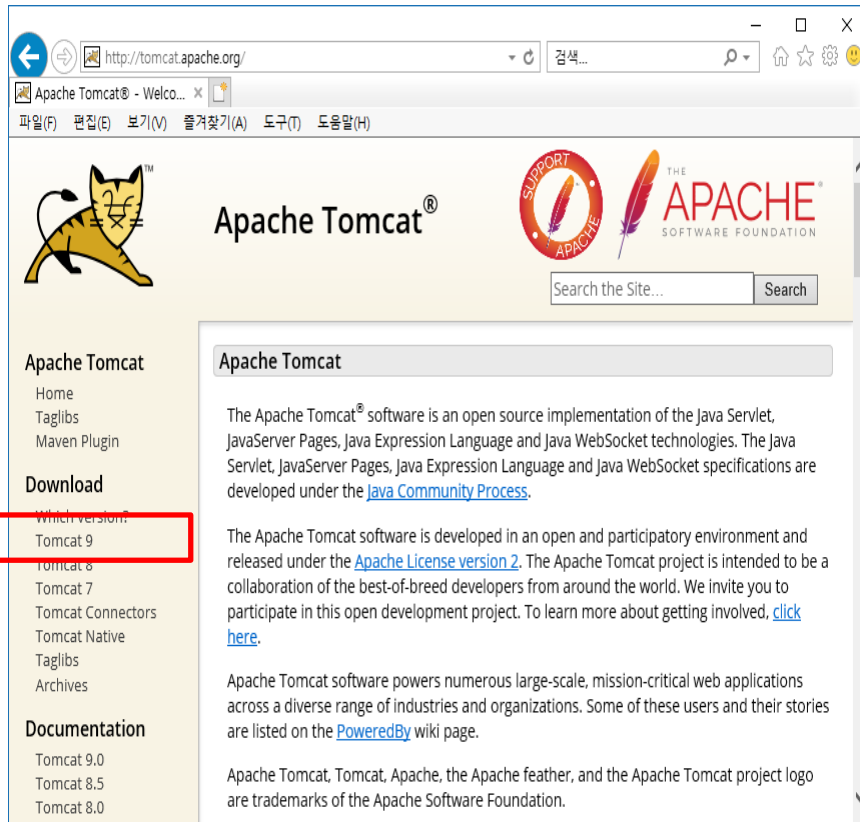 http://tomcat.apache.org/
검색...
Apache Tomcat® - Welco...
파일(F) 편집(E) 보기(V) 즐겨찾기(A) 도구(T) 도움말(H)
TM
Apache Tomcat®
SUPPORT
APACHE
THE
APACHE®
SOFTWARE FOUNDATION
Search the Site...
Search
Apache Tomcat
Home
Taglibs
Maven Plugin
Download
Which version?
Tomcat 9
Tomcat 8
Tomcat 7
Tomcat Connectors
Tomcat Native
Taglibs
Archives
Documentation
Tomcat 9.0
Tomcat 8.5
Tomcat 8.0
Apache Tomcat
The Apache Tomcat® software is an open source implementation of the Java Servlet,
JavaServer Pages, Java Expression Language and Java WebSocket technologies. The Java
Servlet, JavaServer Pages, Java Expression Language and Java WebSocket specifications are
developed under the Java Community Process.
The Apache Tomcat software is developed in an open and participatory environment and
released under the Apache License version 2. The Apache Tomcat project is intended to be a
collaboration of the best-of-breed developers from around the world. We invite you to
participate in this open development project. To learn more about getting involved, click
here.
Apache Tomcat software powers numerous large-scale, mission-critical web applications
across a diverse range of industries and organizations. Some of these users and their stories
are listed on the PoweredBy wiki page.
Apache Tomcat, Tomcat, Apache, the Apache feather, and the Apache Tomcat project logo
are trademarks of the Apache Software Foundation.